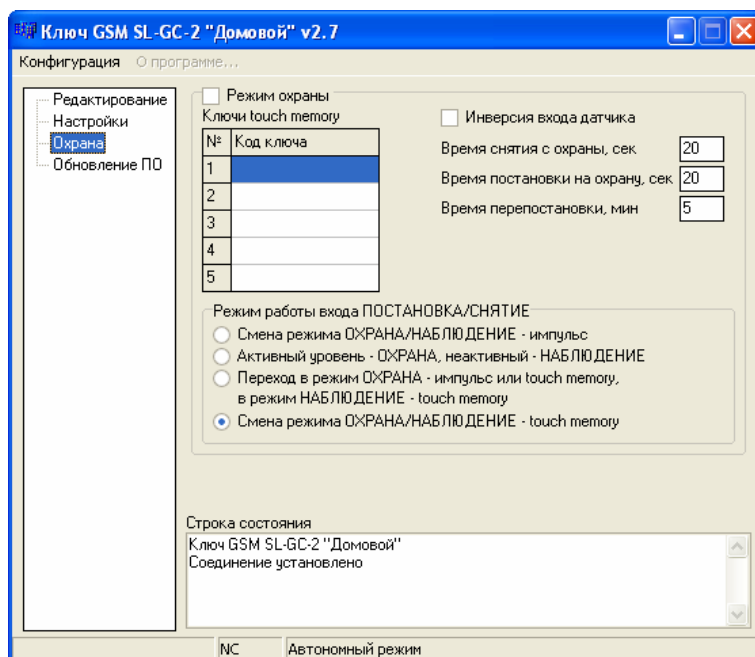 Ключ GSM SL-GC-2 "Домовой" v2.7
Конфигурация О программе...
Редактирование
Настройки
Охрана
Обновление ПО
Режим охраны
Ключи touch memory
№ Код ключа
1
2
3
4
5
Инверсия входа датчика
Время снятия с охраны, сек 20
Время постановки на охрану, сек 20
Время перепостановки, мин 5
Режим работы входа ПОСТАНОВКА/СНЯТИЕ
Смена режима ОХРАНА/НАБЛЮДЕНИЕ - импульс
Активный уровень - ОХРАНА, неактивный - НАБЛЮДЕНИЕ
Переход в режим ОХРАНА - импульс или touch memory,
в режим НАБЛЮДЕНИЕ - touch memory
Смена режима ОХРАНА/НАБЛЮДЕНИЕ - touch memory
Строка состояния
Ключ GSM SL-GC-2 "Домовой"
Соединение установлено
NC Автономный режим